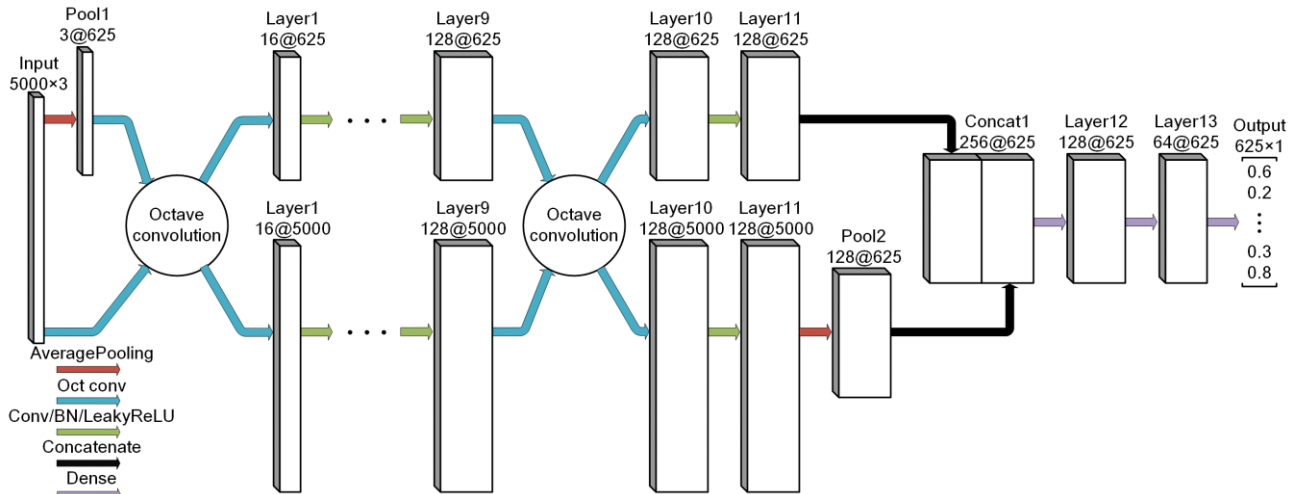 Pool1
3@625
Input
5000×3
Layer1
16@625
Layer9
128@625
Layer10
128@625
Layer11
128@625
Octave
convolution
Octave
convolution
Layer1
16@5000
Layer9
128@5000
Layer10
128@5000
Layer11
128@5000
Pool2
128@625
Concat1
256@625
Layer12
128@625
Layer13
64@625
Output
625×1
0.6
0.2
⋮
0.3
0.8
· · ·
· · ·
AveragePooling
Oct conv
Conv/BN/LeakyReLU
Concatenate
Dense